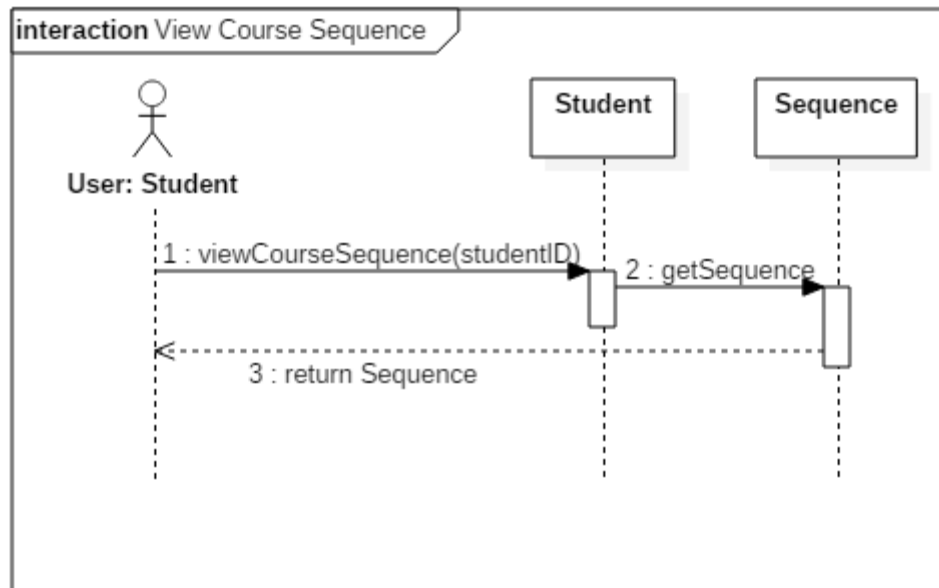 interaction View Course Sequence
Student
Sequence
User: Student
1 : viewCourseSequence(studentID)
2 : getSequence
3 : return Sequence